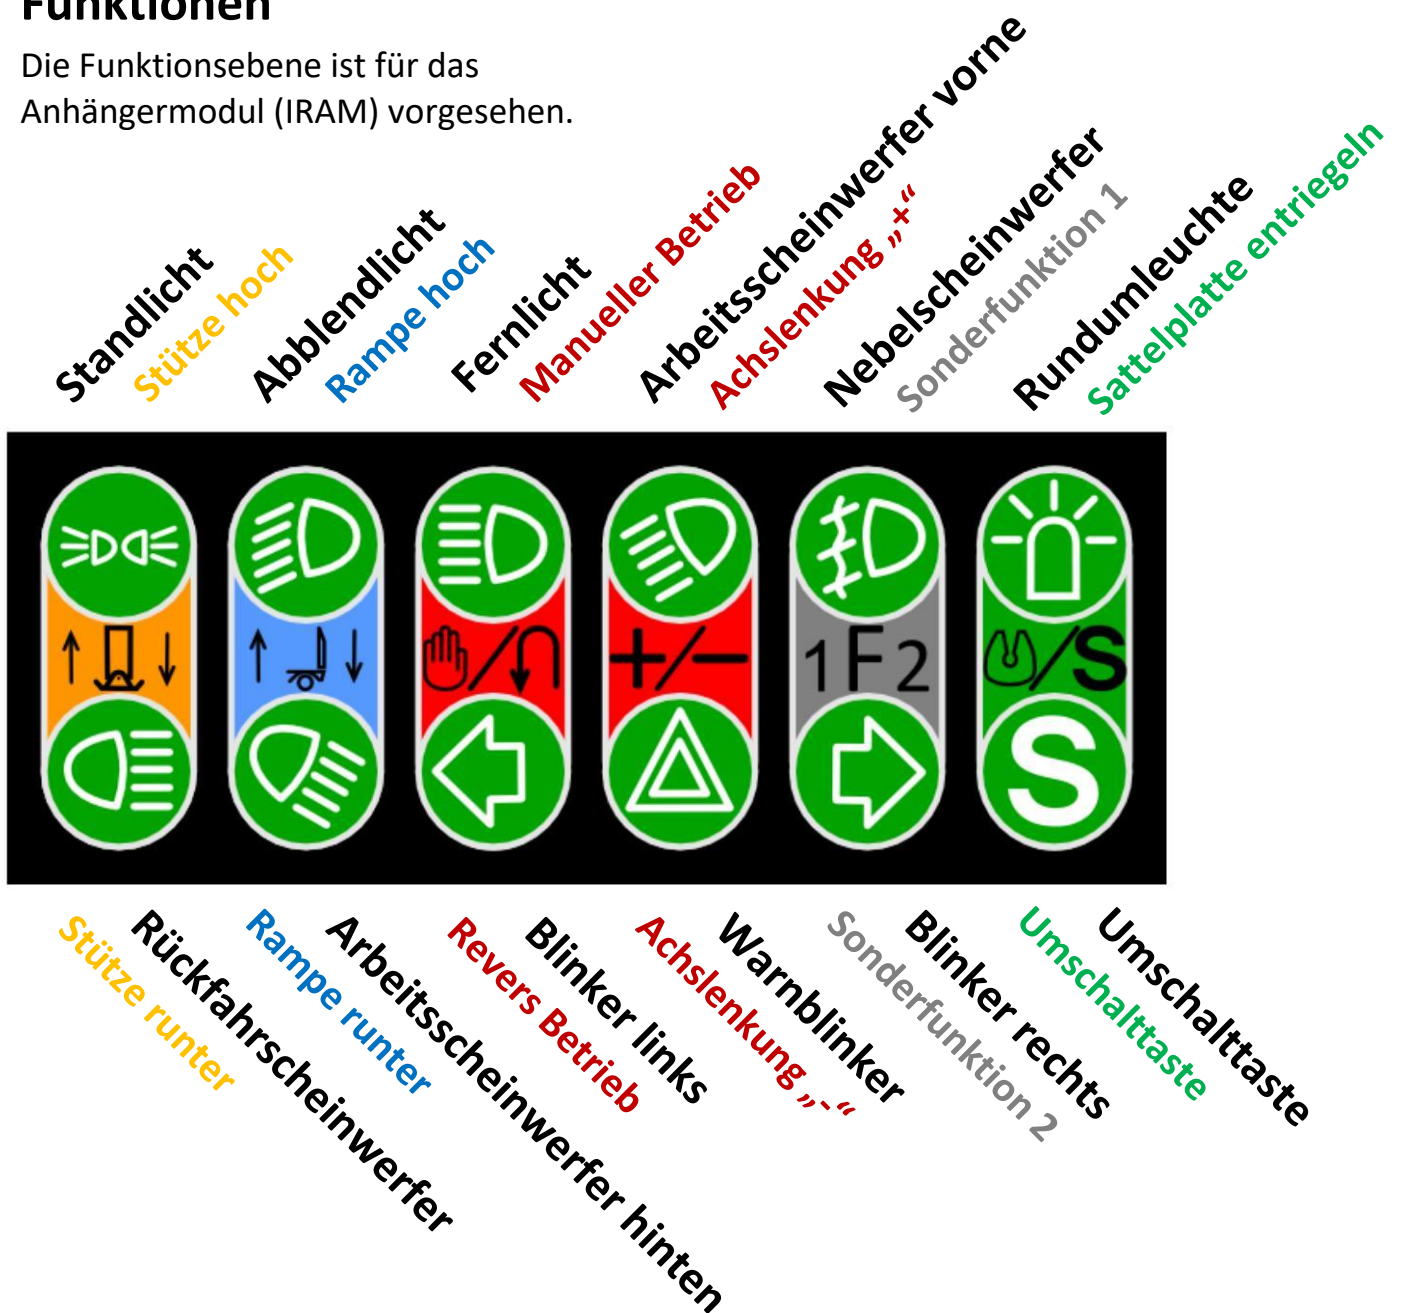 Funktionen
Die Funktionsebene ist für das
Anhängermodul (IRAM) vorgesehen.
Standlicht
Stütze hoch
Abblendlicht
Rampe hoch
Fernlicht
Manueller Betrieb
Arbeitsscheinwerfer vorne
Achslenkung „+“
Nebelscheinwerfer
Sonderfunktion 1
Rundumleuchte
Sattelplatte entriegeln
+/-
1F2
/S
S
Stütze runter
Rückfahrscheinwerfer
Rampe runter
Arbeitsscheinwerfer hinten
Revers Betrieb
Blinker links
Achslenkung „-“
Warnblinker
Sonderfunktion 2
Blinker rechts
Umschalttaste
Umschalttaste